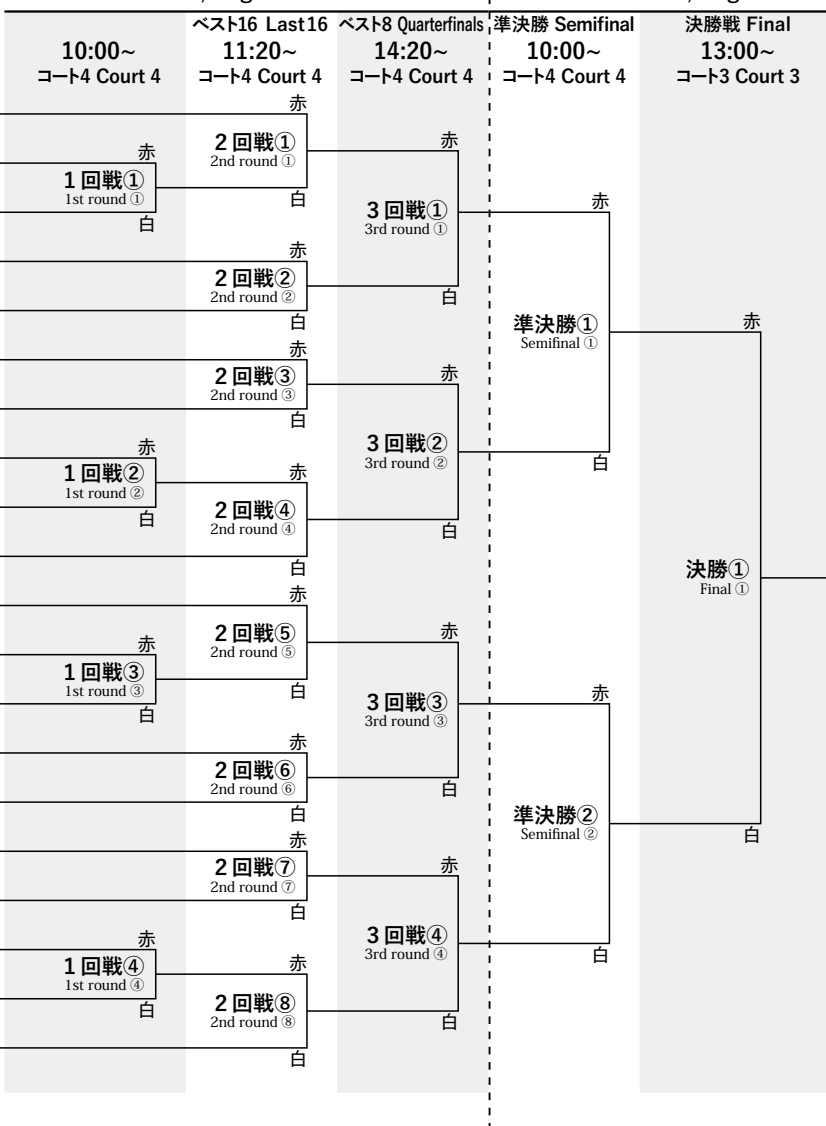 ベスト16 Last16
ベスト8 Quarterfinals
準決勝 Semifinal
決勝戦 Final
10:00~
11:20~
14:20~
10:00~
13:00~
コート4 Court 4
コート4 Court 4
コート4 Court 4
コート4 Court 4
コート3 Court 3
赤
2回戦①
2nd round ①
白
赤
1回戦①
1st round ①
白
赤
3回戦①
3rd round ①
白
赤
2回戦②
2nd round ②
白
赤
準決勝①
Semifinal ①
白
赤
2回戦③
2nd round ③
白
赤
3回戦②
3rd round ②
白
赤
1回戦②
1st round ②
白
赤
2回戦④
2nd round ④
白
赤
決勝①
Final ①
白
赤
2回戦⑤
2nd round ⑤
白
赤
1回戦③
1st round ③
白
赤
3回戦③
3rd round ③
白
赤
2回戦⑥
2nd round ⑥
白
赤
準決勝②
Semifinal ②
白
赤
2回戦⑦
2nd round ⑦
白
赤
3回戦④
3rd round ④
白
赤
1回戦④
1st round ④
白
赤
2回戦⑧
2nd round ⑧
白